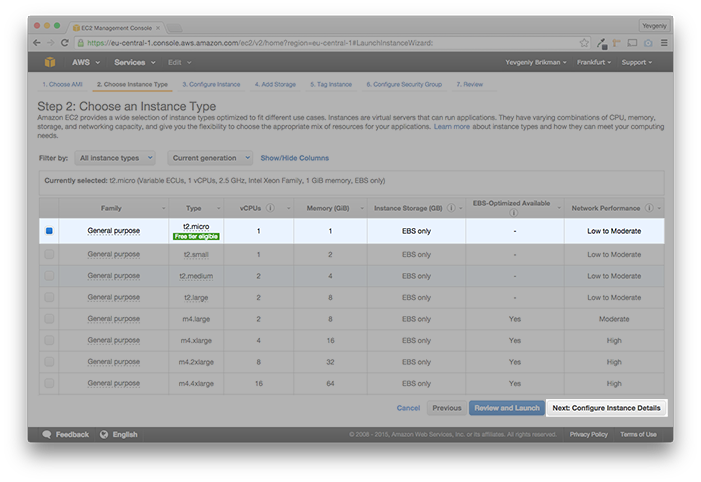 EC2 Management Console
Yevgeniy
https://eu-central-1.console.aws.amazon.com/ec2/v2/home?region=eu-central-1#LaunchInstanceWizard:
AWS Services Edit Yevgeniy Brikman Frankfurt Support
1. Choose AMI 2. Choose Instance Type 3. Configure Instance 4. Add Storage 5. Tag Instance 6. Configure Security Group 7. Review
Step 2: Choose an Instance Type
Amazon EC2 provides a wide selection of instance types optimized to fit different use cases. Instances are virtual servers that can run applications. They have varying combinations of CPU, memory,
storage, and networking capacity, and give you the flexibility to choose the appropriate mix of resources for your applications. Learn more about instance types and how they can meet your computing
needs.
Filter by: All instance types Current generation Show/Hide Columns
Currently selected: t2.micro (Variable ECUs, 1 vCPUs, 2.5 GHz, Intel Xeon Family, 1 GiB memory, EBS only)
Family Type vCPUs Memory (GiB) Instance Storage (GB) EBS-Optimized Available Network Performance
General purpose t2.micro 1 1 EBS only - Low to Moderate
Free tier eligible
General purpose t2.small 1 2 EBS only - Low to Moderate
General purpose t2.medium 2 4 EBS only - Low to Moderate
General purpose t2.large 2 8 EBS only - Low to Moderate
General purpose m4.large 2 8 EBS only Yes Moderate
General purpose m4.xlarge 4 16 EBS only Yes High
General purpose m4.2xlarge 8 32 EBS only Yes High
General purpose m4.4xlarge 16 64 EBS only Yes High
Cancel Previous Review and Launch Next: Configure Instance Details
Feedback English © 2008 - 2015, Amazon Web Services, Inc. or its affiliates. All rights reserved. Privacy Policy Terms of Use